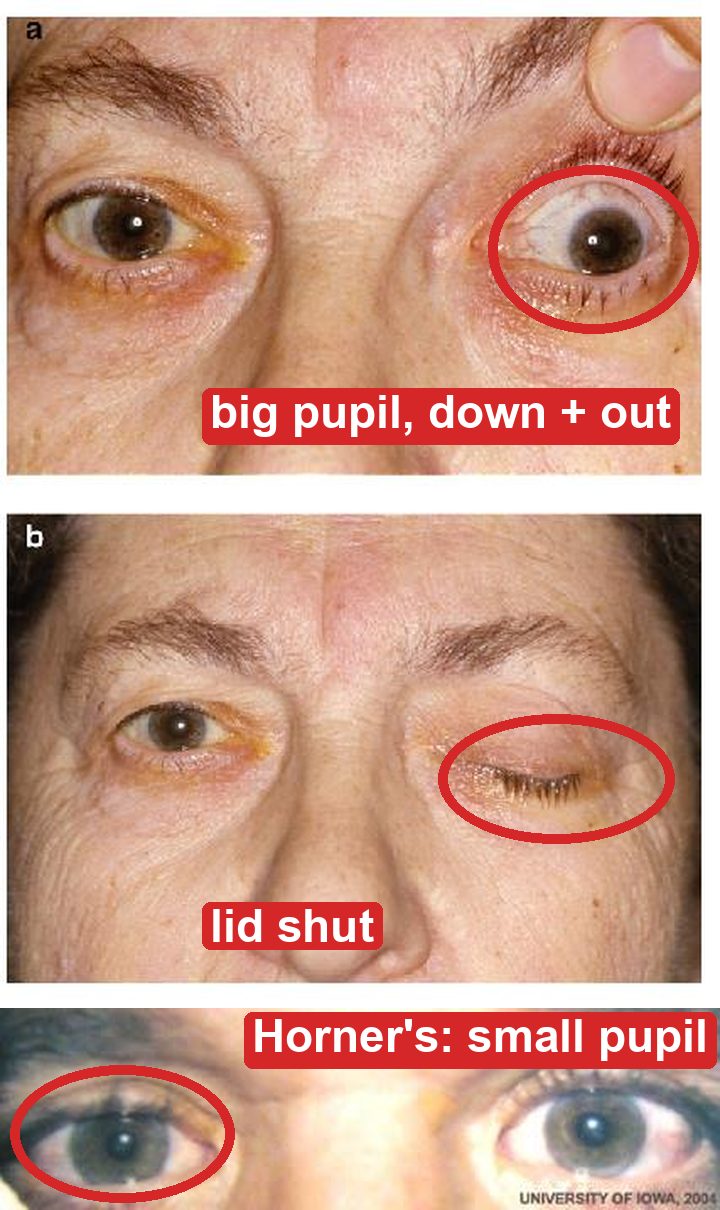 a
big pupil, down + out
b
lid shut
Horner's: small pupil
UNIVERSITY OF IOWA, 2004